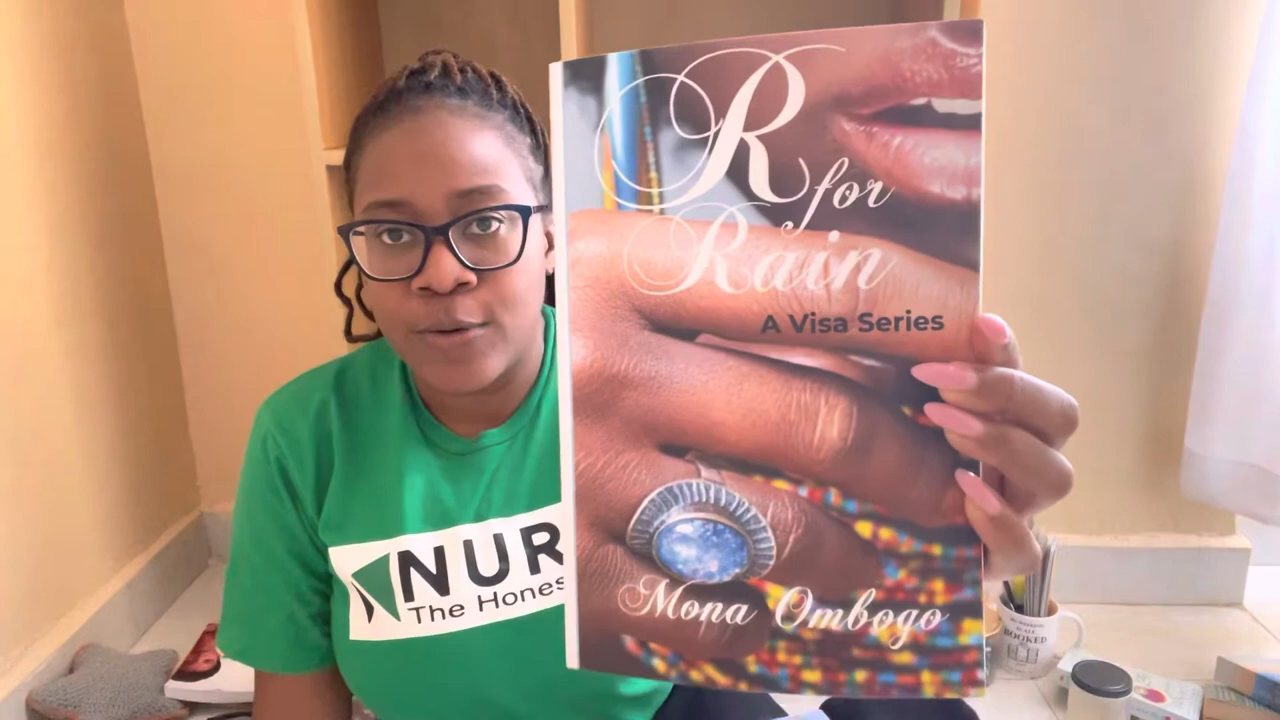 R
for
Rain
A Visa Series
Mona Ombogo
NUR
The Hones
BOOKED